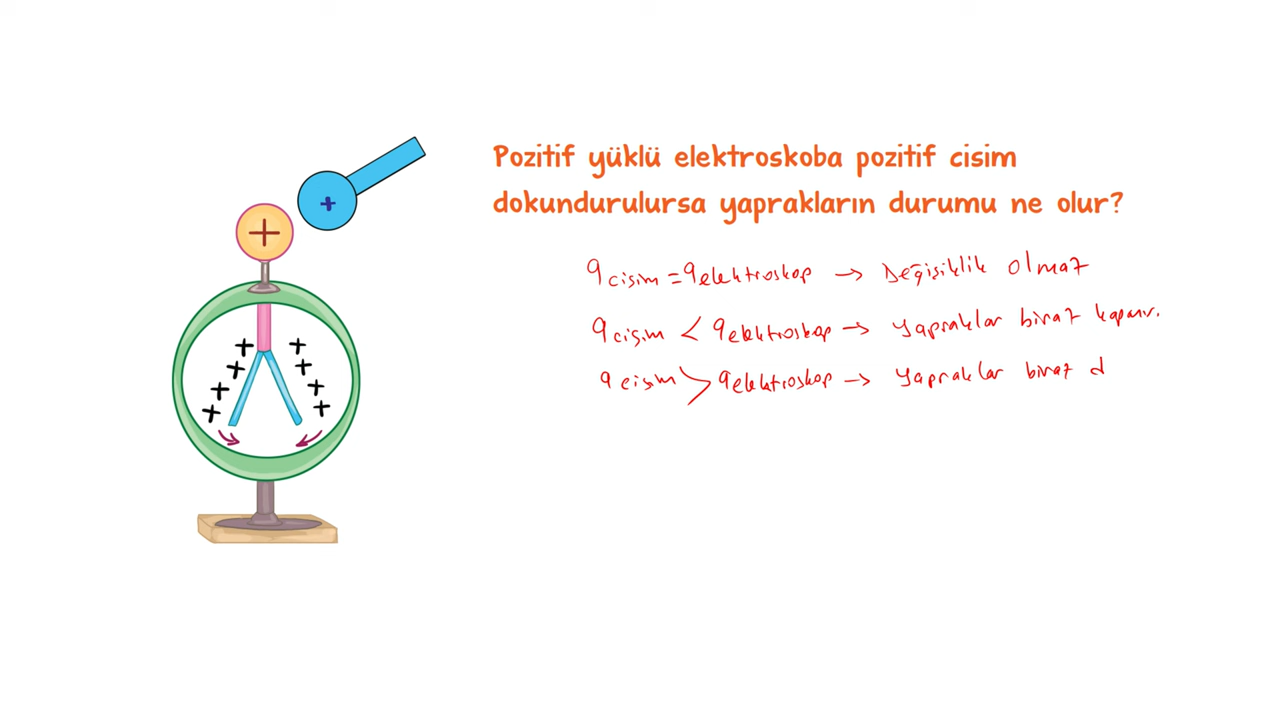 Pozitif yüklü elektroskoba pozitif cisim
dokundurulursa yaprakların durumu ne olur?
q cisim = q elektroskop → Değişiklik olmaz
q cisim < q elektroskop → yapraklar biraz kapanır.
q cisim > q elektroskop → yapraklar biraz d
+
+
+ +
+ +
+ +
+ +